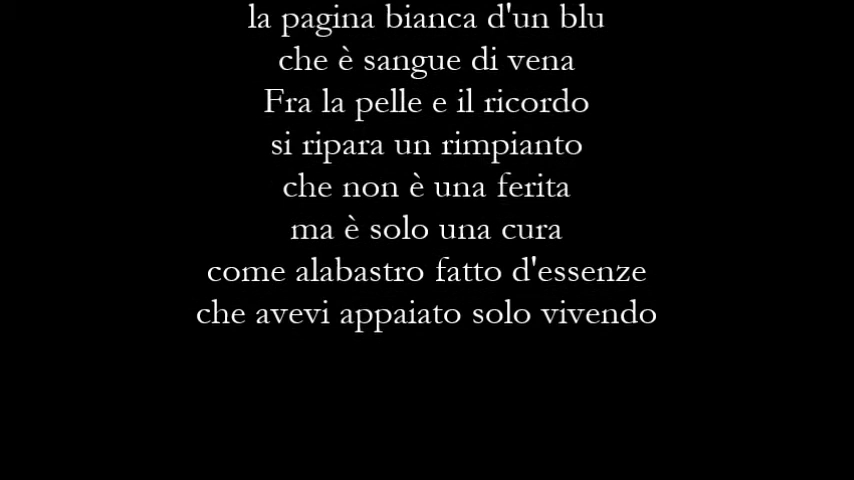 la pagina bianca d'un blu
che è sangue di vena
Fra la pelle e il ricordo
si ripara un rimpianto
che non è una ferita
ma è solo una cura
come alabastro fatto d'essenze
che avevi appaiato solo vivendo